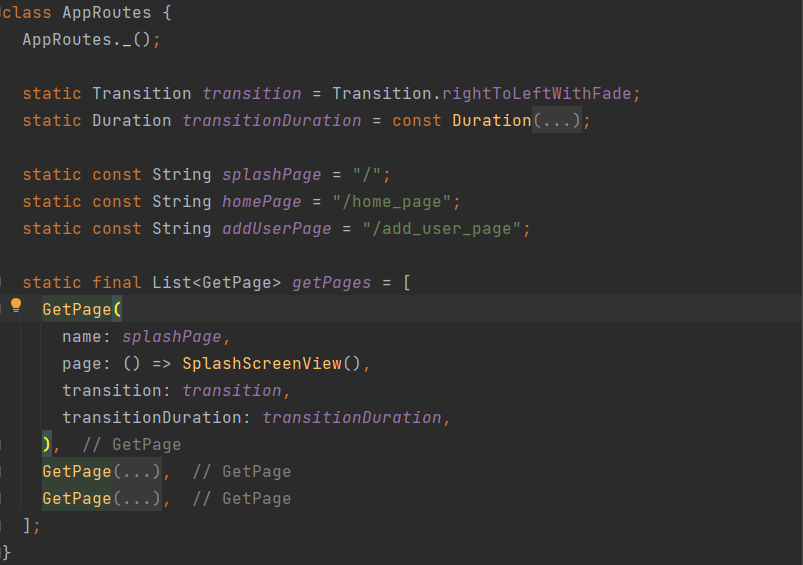 class AppRoutes {
AppRoutes._();
static Transition transition = Transition.rightToLeftWithFade;
static Duration transitionDuration = const Duration(...);
static const String splashPage = "/";
static const String homePage = "/home_page";
static const String addUserPage = "/add_user_page";
static final List<GetPage> getPages = [
GetPage(
name: splashPage,
page: () => SplashScreenView(),
transition: transition,
transitionDuration: transitionDuration,
), // GetPage
GetPage(...), // GetPage
GetPage(...), // GetPage
];
}